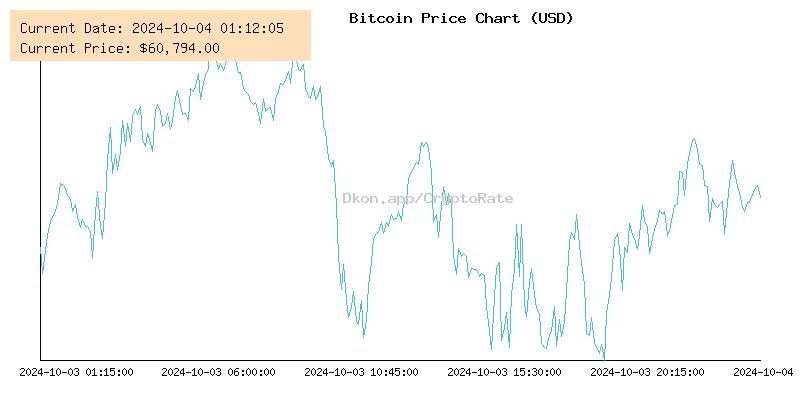 Bitcoin Price Chart (USD)
Current Date: 2024-10-04 01:12:05
Current Price: $60,794.00
Dkon.app/CryptoRate
2024-10-03 01:15:00 2024-10-03 06:00:00 2024-10-03 10:45:00 2024-10-03 15:30:00 2024-10-03 20:15:00 2024-10-04